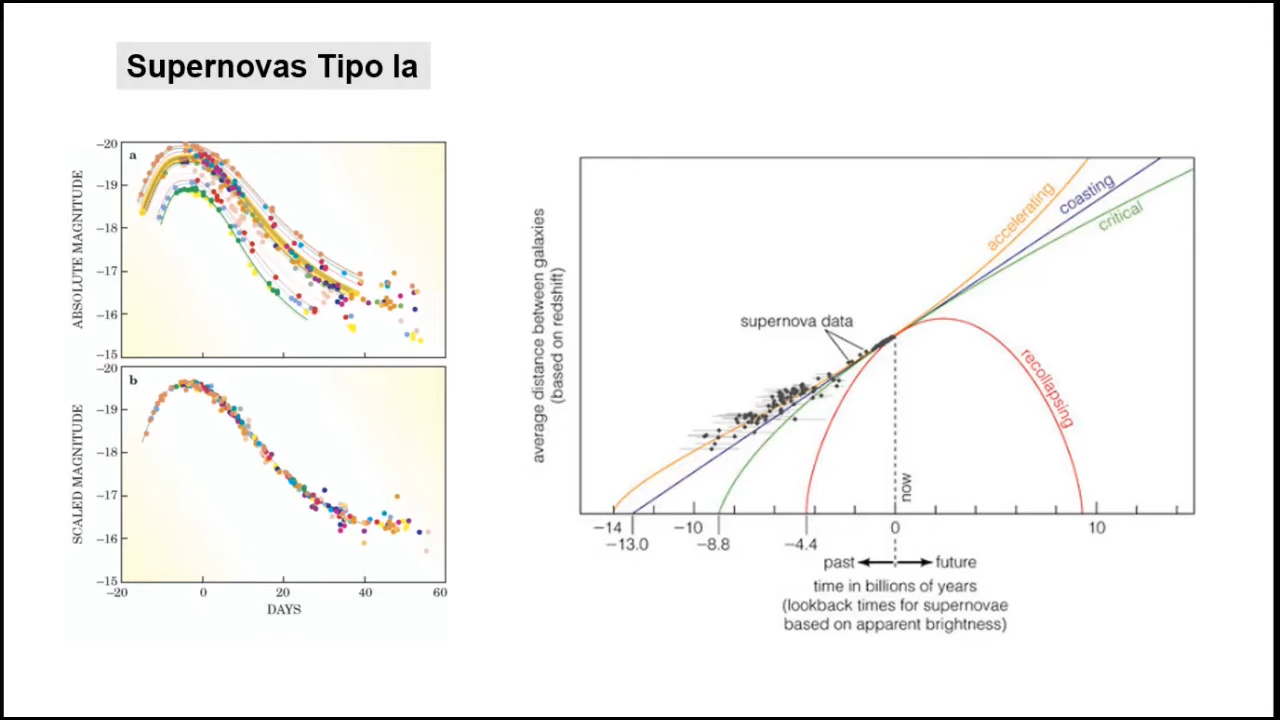 Supernovas Tipo Ia
a
ABSOLUTE MAGNITUDE
−20
−19
−18
−17
−16
−15
b
SCALED MAGNITUDE
−20
−19
−18
−17
−16
−15
−20 0 20 40 60
DAYS
average distance between galaxies
(based on redshift)
supernova data
accelerating
coasting
critical
recollapsing
now
−14 −10 0 10
−13.0 −8.8 −4.4
past future
time in billions of years
(lookback times for supernovae
based on apparent brightness)